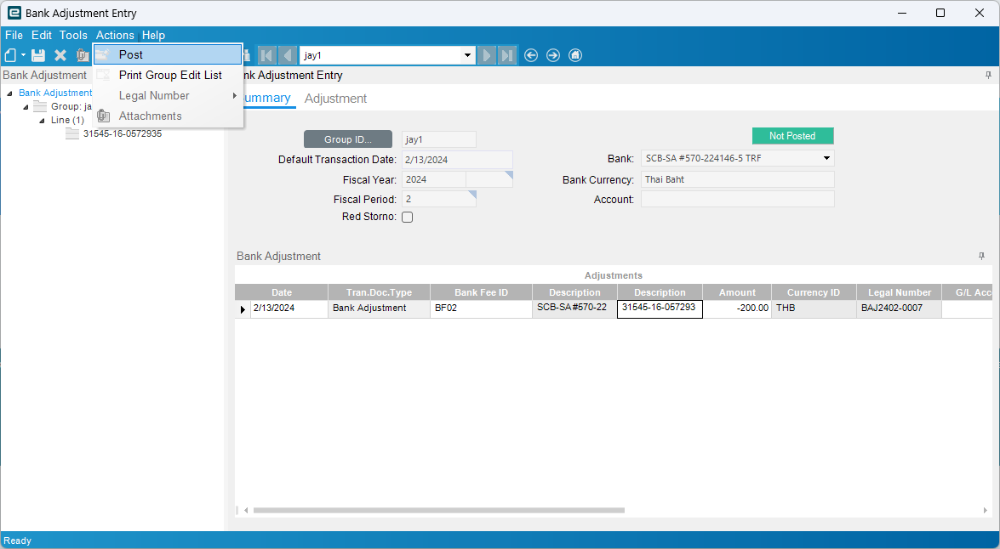 Bank Adjustment Entry
File Edit Tools Actions Help
jay1
Post
Print Group Edit List
Legal Number
Attachments
Bank Adjustment
nk Adjustment Entry
Bank Adjustment
Group: ja
Line (1)
31545-16-0572935
ummary Adjustment
Group ID... jay1 Not Posted
Default Transaction Date: 2/13/2024 Bank: SCB-SA #570-224146-5 TRF
Fiscal Year: 2024 Bank Currency: Thai Baht
Fiscal Period: 2 Account:
Red Storno:
Bank Adjustment
Adjustments
Date Tran.Doc.Type Bank Fee ID Description Description Amount Currency ID Legal Number G/L Acc
2/13/2024 Bank Adjustment BF02 SCB-SA #570-22 31545-16-057293 -200.00 THB BAJ2402-0007
Ready